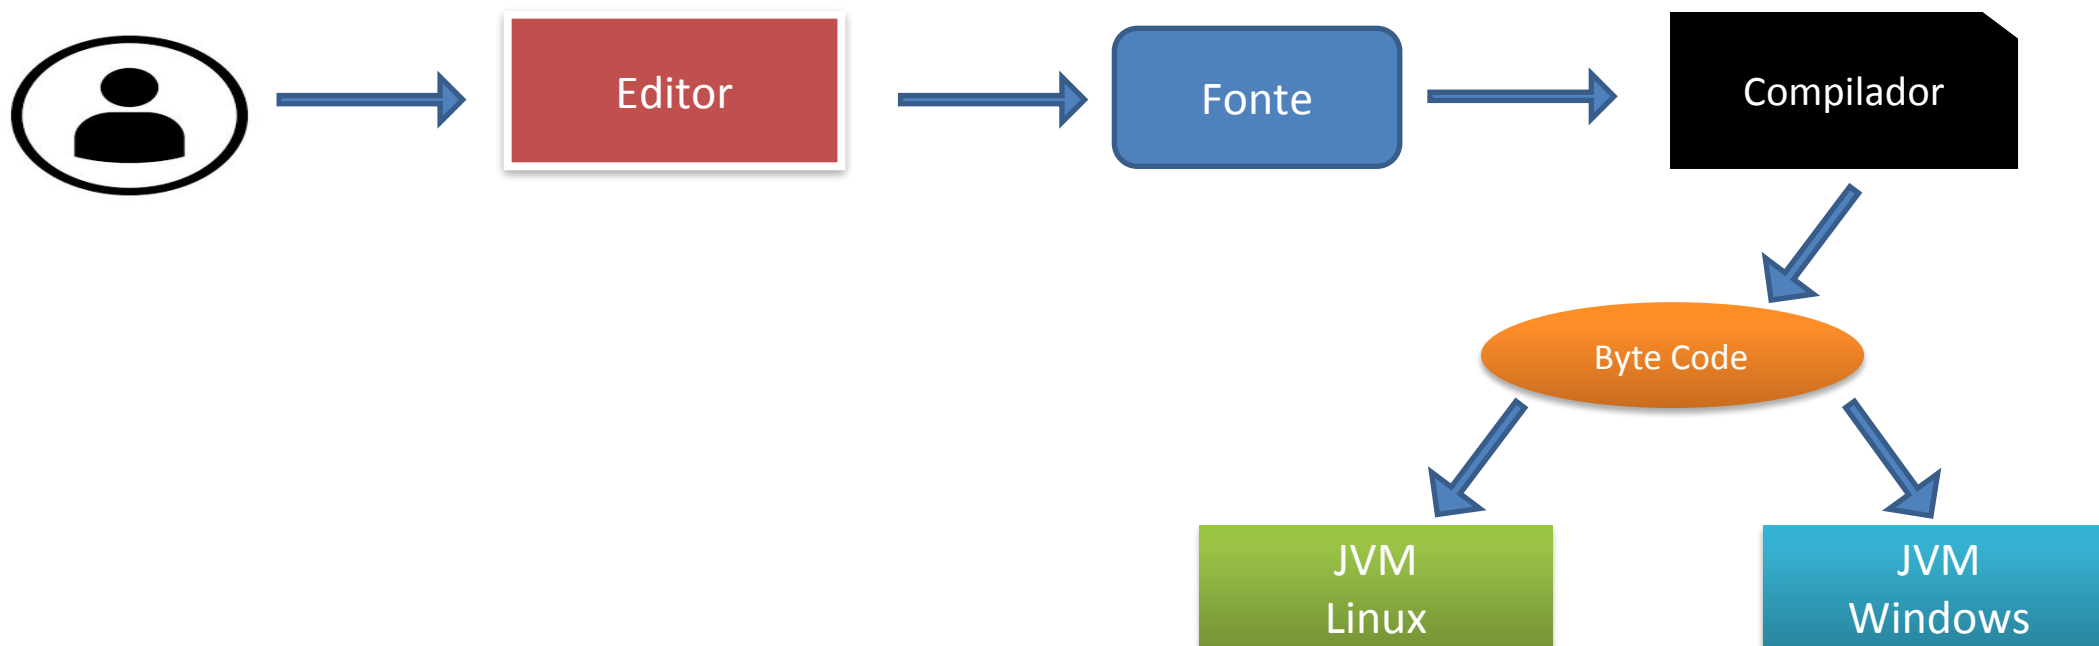 Editor
Fonte
Compilador
Byte Code
JVM
Linux
JVM
Windows